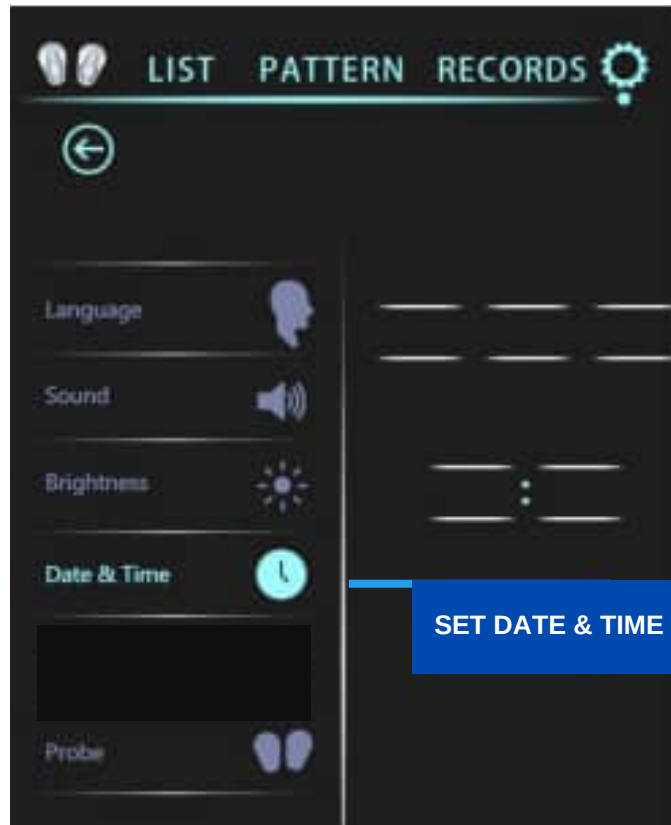 LIST PATTERN RECORDS
Language
Sound
Brightness
:
Date & Time
SET DATE & TIME
Probe